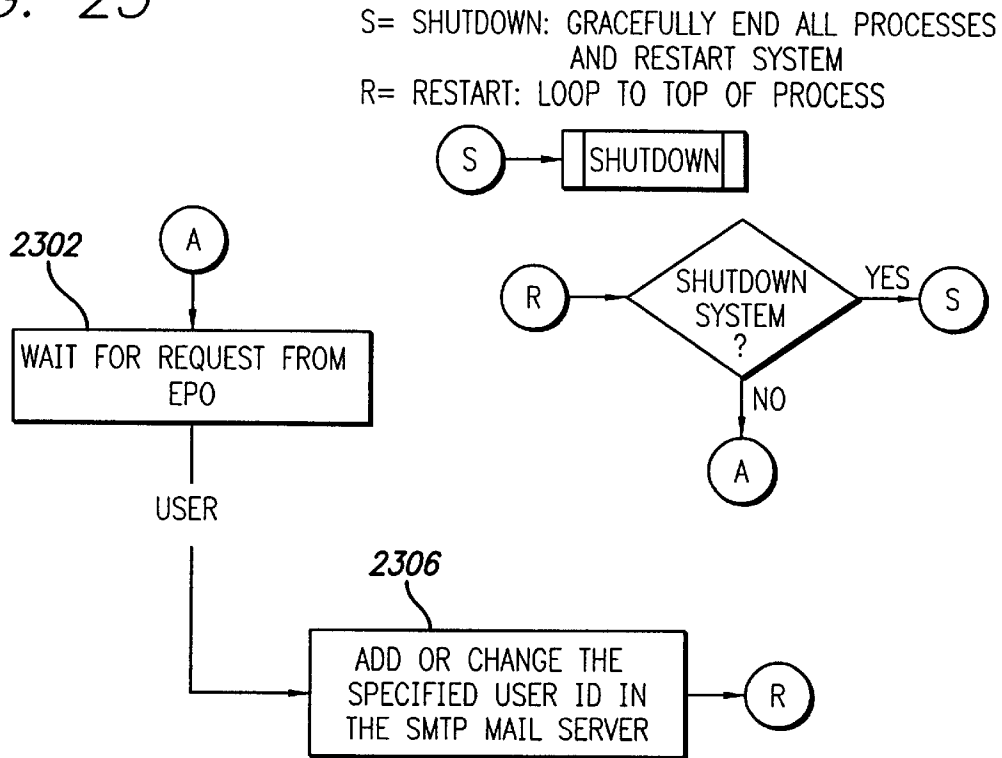 G. 23
S= SHUTDOWN: GRACEFULLY END ALL PROCESSES
AND RESTART SYSTEM
R= RESTART: LOOP TO TOP OF PROCESS
S
SHUTDOWN
2302
A
R
SHUTDOWN
SYSTEM
?
YES
S
WAIT FOR REQUEST FROM
EPO
NO
A
USER
2306
ADD OR CHANGE THE
SPECIFIED USER ID IN
THE SMTP MAIL SERVER
R